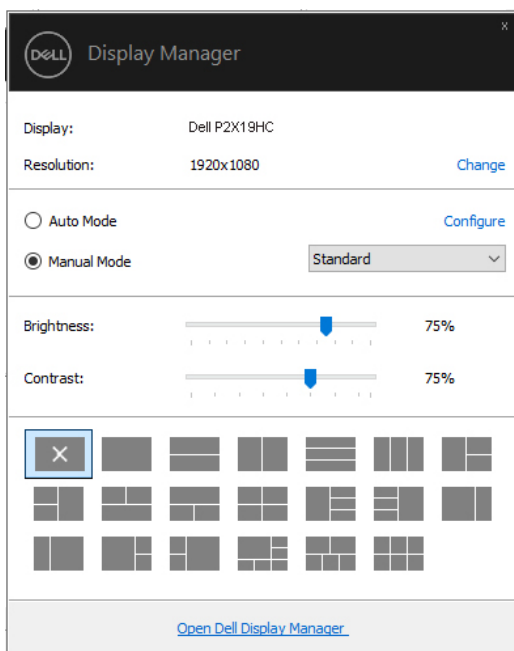 x
DELL Display Manager
Display: Dell P2X19HC
Resolution: 1920x1080 Change
Auto Mode Configure
Manual Mode Standard
Brightness: 75%
Contrast: 75%
Open Dell Display Manager